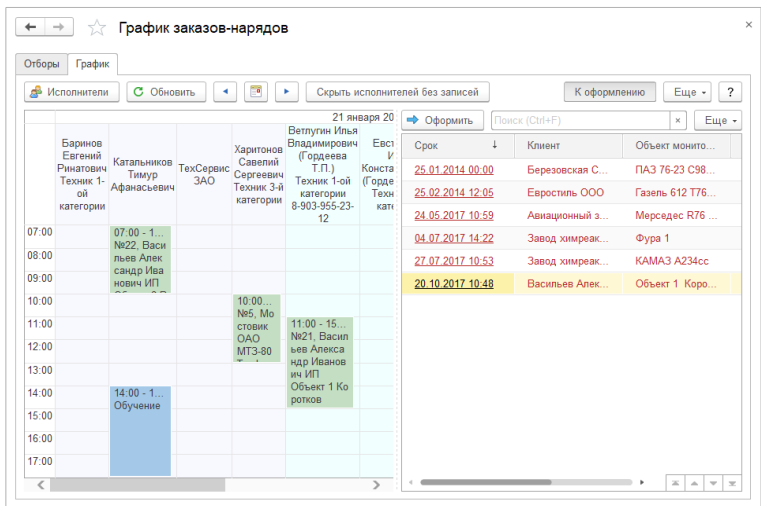 График заказов-нарядов
Отборы График
Исполнители Обновить Скрыть исполнителей без записей К оформлению Еще ?
21 января 20
Баринов
Евгений
Ринатович
Техник 1-
ой
категории
Катальников
Тимур
Афанасьевич
ТехСервис
ЗАО
Харитонов
Савелий
Сергеевич
Техник 3-й
категории
Ветлугин Илья
Владимирович
(Гордеева
Т.П.)
Техник 1-ой
категории
8-903-955-23-
12
Евст
И
Конста
(Горде
Техн
кате
07:00
08:00
09:00
10:00
11:00
12:00
13:00
14:00
15:00
16:00
17:00
07:00 - 1...
№22, Васи
льев Алек
сандр Ива
нович ИП
14:00 - 1...
Обучение
10:00...
№5, Мо
стовик
ОАО
МТЗ-80
11:00 - 15...
№21, Васил
ьев Алекса
ндр Иванов
ич ИП
Объект 1 Ко
ротков
Оформить Поиск (Ctrl+F) × Еще
Срок ↓ Клиент Объект монито...
25.01.2014 00:00 Березовская С... ПАЗ 76-23 С98...
25.02.2014 12:05 Евростиль ООО Газель 612 Т76...
24.05.2017 10:59 Авиационный з... Мерседес R76 ...
04.07.2017 14:22 Завод химреак... Фура 1
27.07.2017 10:53 Завод химреак... КАМАЗ А234сс
20.10.2017 10:48 Васильев Алек... Объект 1 Коро...